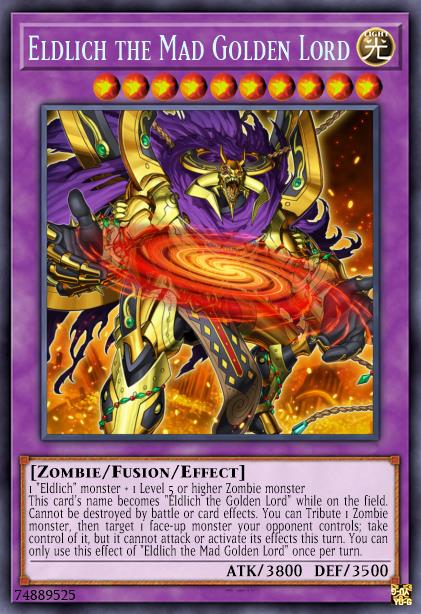 Eldlich the Mad Golden Lord
LIGHT
光
[Zombie/Fusion/Effect]
1 "Eldlich" monster + 1 Level 5 or higher Zombie monster
This card's name becomes "Eldlich the Golden Lord" while on the field.
Cannot be destroyed by battle or card effects. You can Tribute 1 Zombie
monster, then target 1 face-up monster your opponent controls; take
control of it, but it cannot attack or activate its effects this turn. You can
only use this effect of "Eldlich the Mad Golden Lord" once per turn.
ATK/3800 DEF/3500
74889525